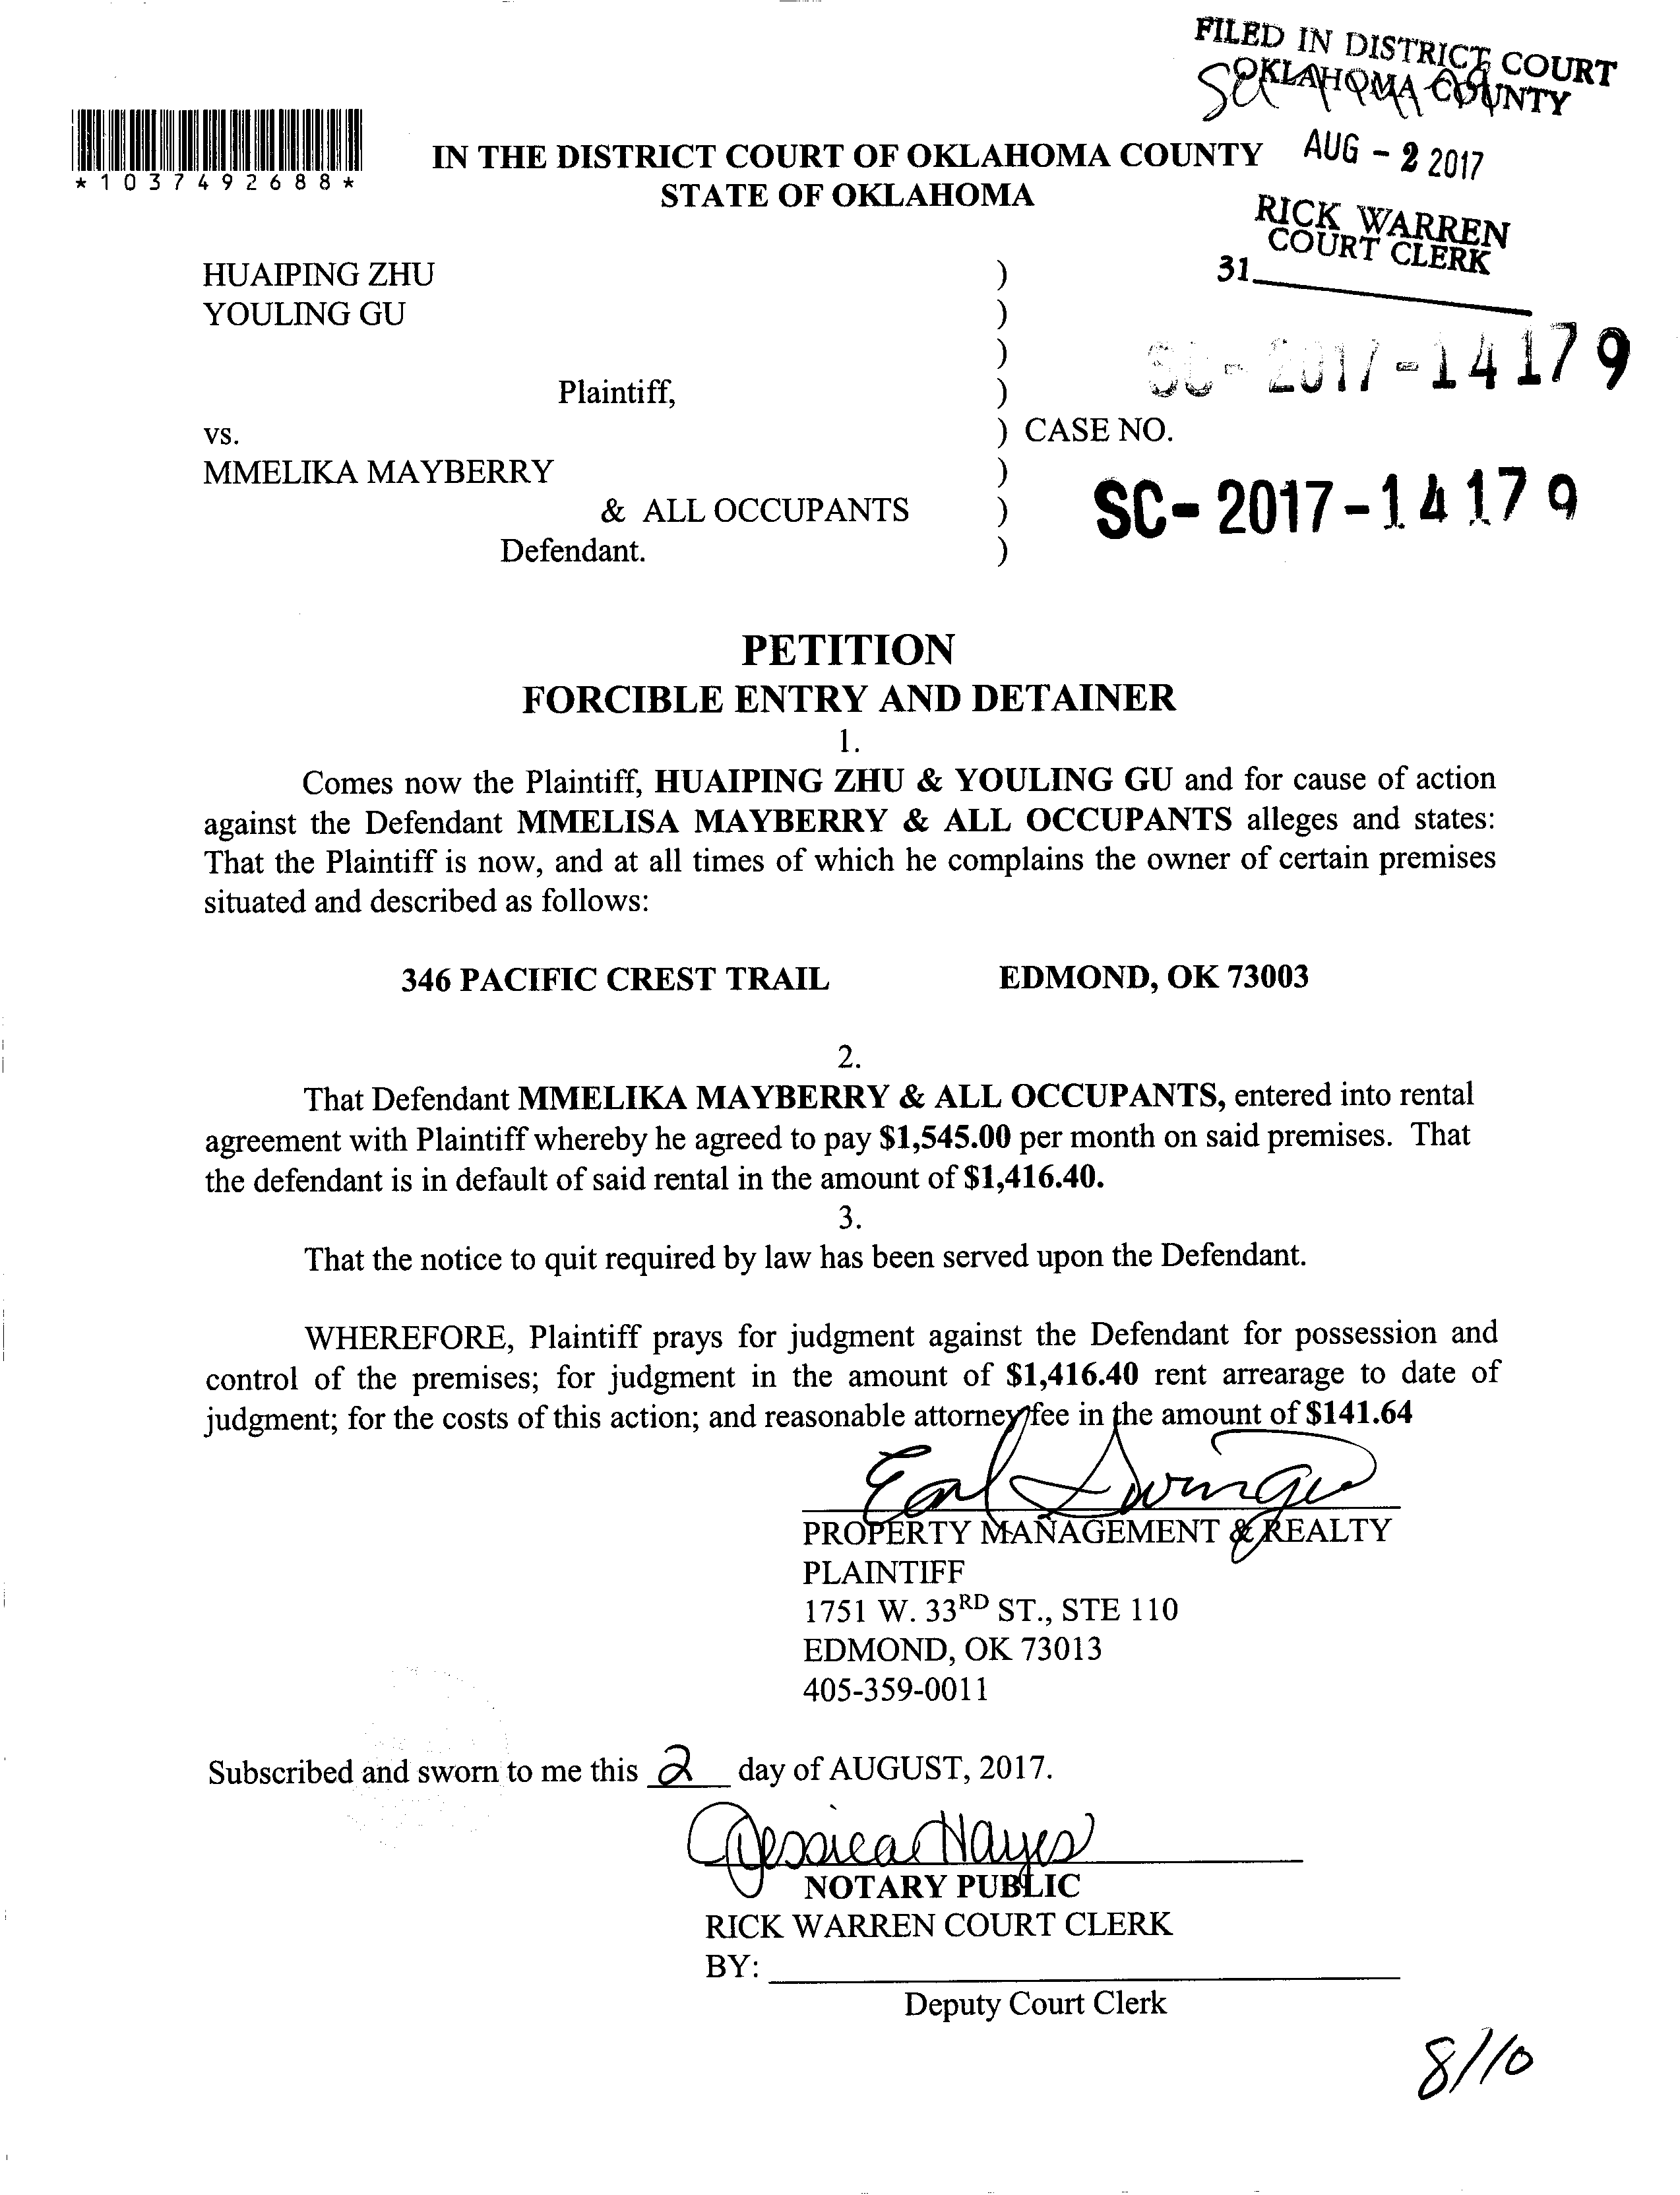 FILED IN DISTRICT COURT
OKLAHOMA COUNTY
*1037492688*
IN THE DISTRICT COURT OF OKLAHOMA COUNTY
STATE OF OKLAHOMA
AUG - 2 2017
RICK WARREN
COURT CLERK
31
HUAIPING ZHU )
YOULING GU )
)
SC-2017-14179
Plaintiff, )
vs. ) CASE NO.
MMELIKA MAYBERRY )
& ALL OCCUPANTS )
SC-2017-14179
Defendant. )
PETITION
FORCIBLE ENTRY AND DETAINER
1.
Comes now the Plaintiff, HUAIPING ZHU & YOULING GU and for cause of action
against the Defendant MMELISA MAYBERRY & ALL OCCUPANTS alleges and states:
That the Plaintiff is now, and at all times of which he complains the owner of certain premises
situated and described as follows:
346 PACIFIC CREST TRAIL EDMOND, OK 73003
2.
That Defendant MMELIKA MAYBERRY & ALL OCCUPANTS, entered into rental
agreement with Plaintiff whereby he agreed to pay $1,545.00 per month on said premises. That
the defendant is in default of said rental in the amount of $1,416.40.
3.
That the notice to quit required by law has been served upon the Defendant.
WHEREFORE, Plaintiff prays for judgment against the Defendant for possession and
control of the premises; for judgment in the amount of $1,416.40 rent arrearage to date of
judgment; for the costs of this action; and reasonable attorney fee in the amount of $141.64
Earl
PROPERTY MANAGEMENT & REALTY
PLAINTIFF
1751 W. 33RD ST., STE 110
EDMOND, OK 73013
405-359-0011
Subscribed and sworn to me this 2 day of AUGUST, 2017.
Jessica Hayes
NOTARY PUBLIC
RICK WARREN COURT CLERK
BY:
Deputy Court Clerk
8/10